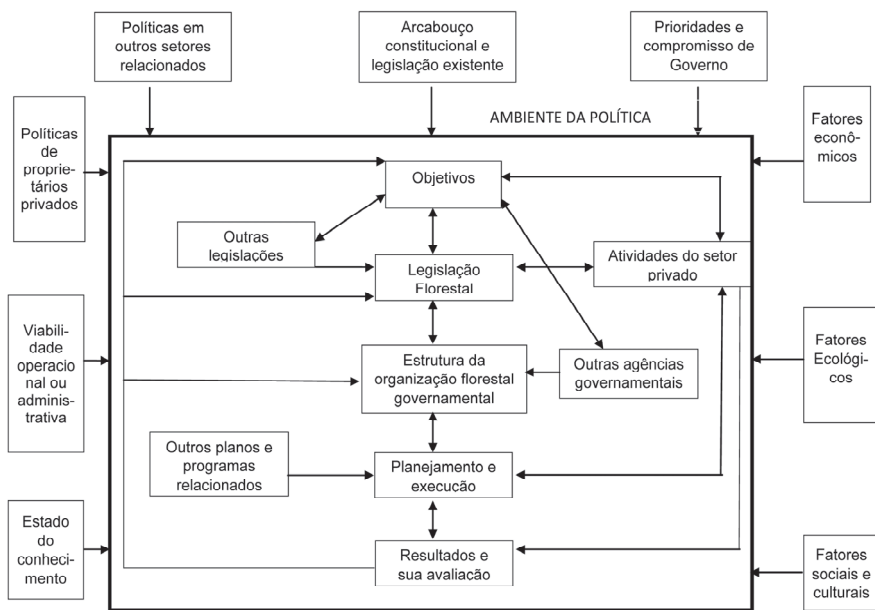 Políticas em
outros setores
relacionados
Arcabouço
constitucional e
legislação existente
Prioridades e
compromisso de
Governo
AMBIENTE DA POLÍTICA
Políticas
de
proprie-
tários
privados
Fatores
econô-
micos
Objetivos
Outras
legislações
Legislação
Florestal
Atividades do setor
privado
Viabili-
dade
operacio
nal ou
adminis-
trativa
Estrutura da
organização florestal
governamental
Outras agências
governamentais
Fatores
Ecológi-
cos
Outros planos e
programas
relacionados
Planejamento e
execução
Estado
do
conheci-
mento
Resultados e
sua avaliação
Fatores
sociais e
culturais